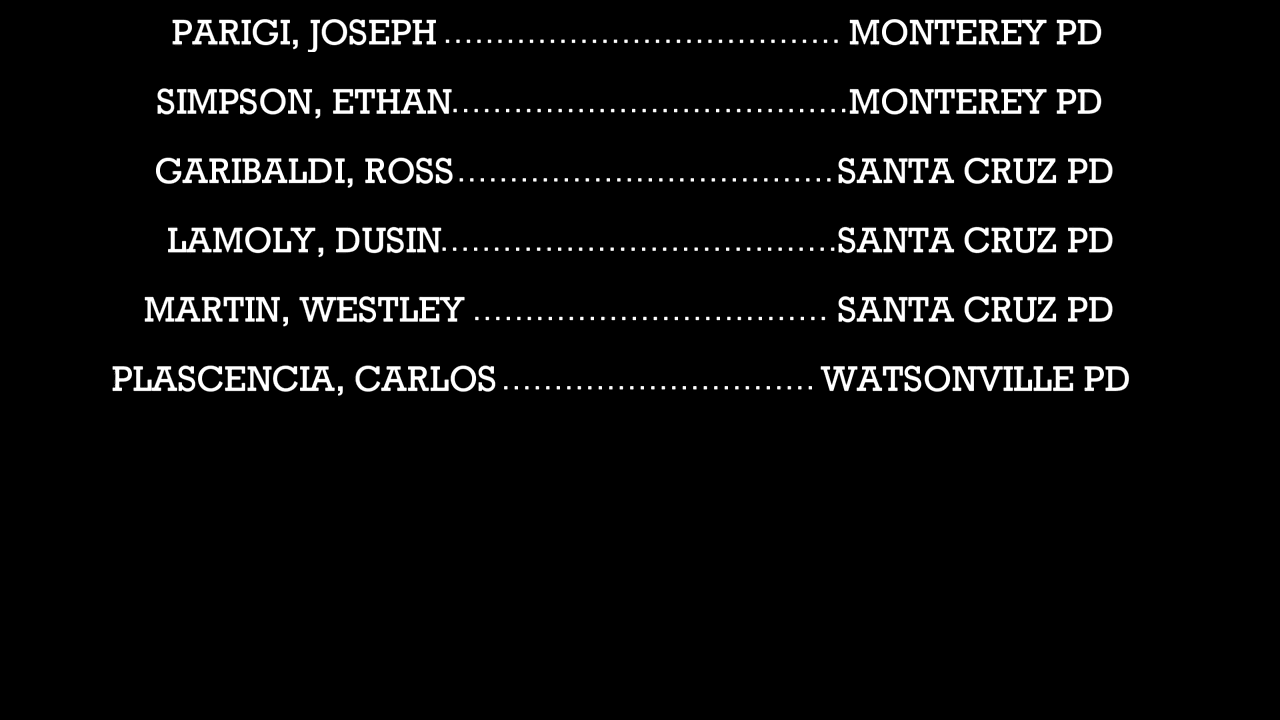 PARIGI, JOSEPH ...................................... MONTEREY PD
SIMPSON, ETHAN......................................MONTEREY PD
GARIBALDI, ROSS....................................SANTA CRUZ PD
LAMOLY, DUSIN......................................SANTA CRUZ PD
MARTIN, WESTLEY .................................. SANTA CRUZ PD
PLASCENCIA, CARLOS .............................. WATSONVILLE PD